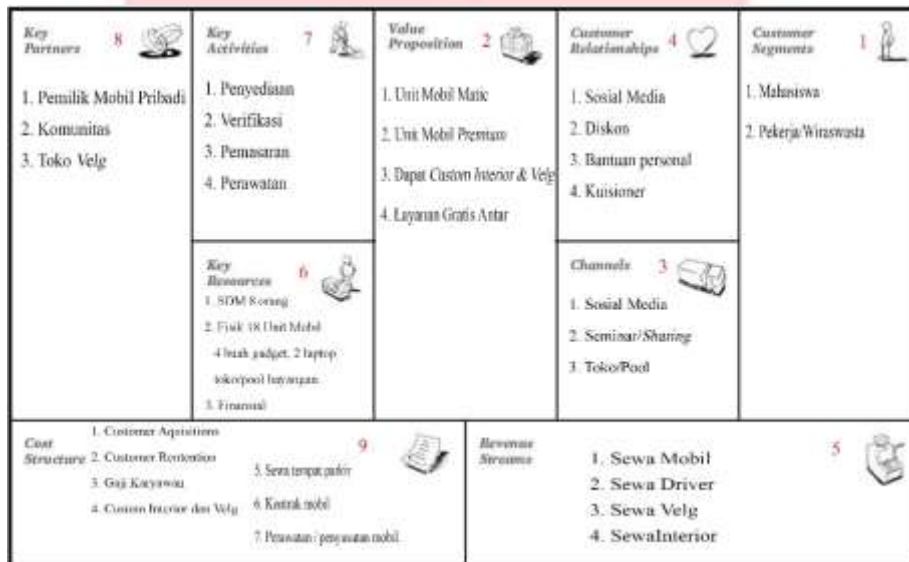 Key Partners 8
1. Pemilik Mobil Pribadi
2. Komunitas
3. Toko Velg
Key Activities 7
1. Penyediaan
2. Verifikasi
3. Pemasaran
4. Perawatan
Key Resources 6
1. SDM 8 orang
2. Fisik 18 Unit Mobil
4 buah gadget, 2 laptop
toko/pool bayangan
3. Finansial
Value Proposition 2
1. Unit Mobil Matic
2. Unit Mobil Premium
3. Dapat Custom Interior & Velg
4. Layanan Gratis Antar
Customer Relationships 4
1. Sosial Media
2. Diskon
3. Bantuan personal
4. Kuisioner
Channels 3
1. Sosial Media
2. Seminar/Sharing
3. Toko/Pool
Customer Segments 1
1. Mahasiswa
2. Pekerja/Wiraswasta
Cost Structure 9
1. Customer Aquisitions
2. Customer Rentention
3. Gaji Karyawan
4. Custom Interior dan Velg
5. Sewa tempat parkir
6. Kontrak mobil
7. Perawatan / penyusutan mobil
Revenue Streams 5
1. Sewa Mobil
2. Sewa Driver
3. Sewa Velg
4. SewaInterior